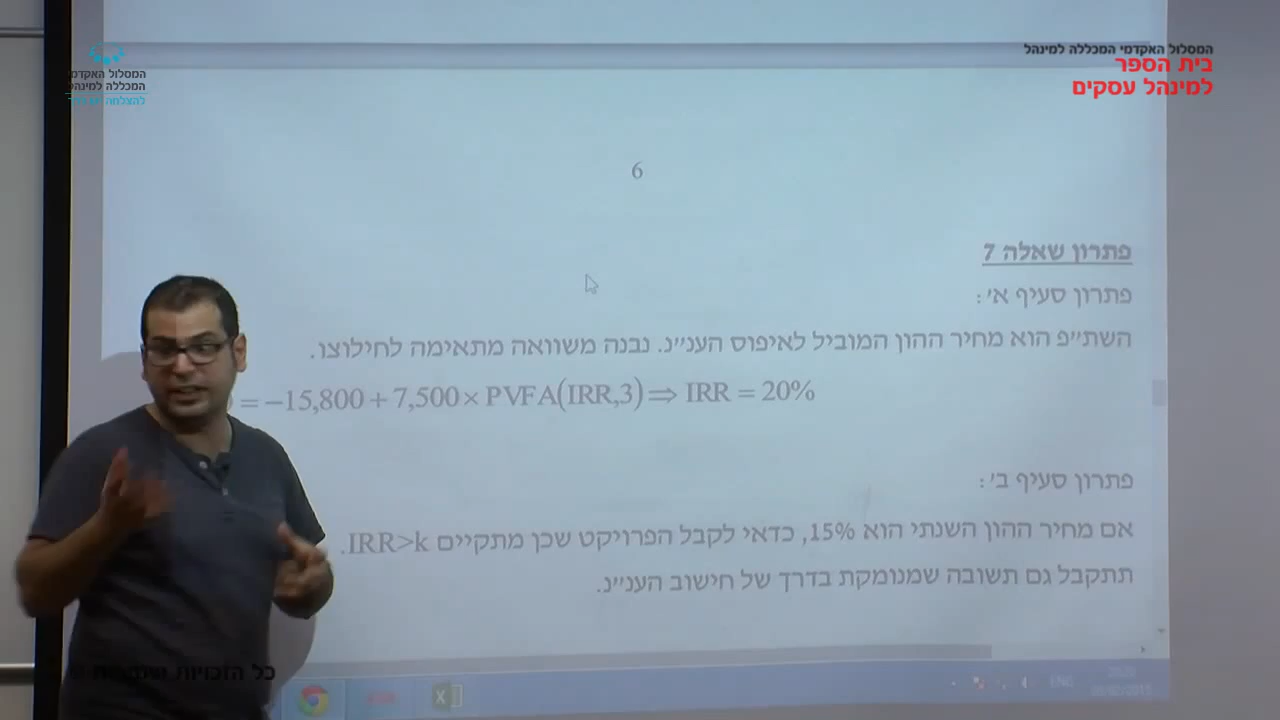 המסלול האקדמי המכללה למינהל
בית הספר
למינהל עסקים
המסלול האקדמי
המכללה למינהל
6
פתרון שאלה 7
פתרון סעיף א׳:
השת״פ הוא מחיר ההון המוביל לאיפוס הענ״נ. נבנה משוואה מתאימה לחילוצו.
= −15,800 + 7,500 × PVFA(IRR,3) ⇒ IRR = 20%
פתרון סעיף ב׳:
אם מחיר ההון השנתי הוא 15%, כדאי לקבל הפרויקט שכן מתקיים IRR>k.
תתקבל גם תשובה שמנומקת בדרך של חישוב הענ״נ.
כל הזכויות
ENG